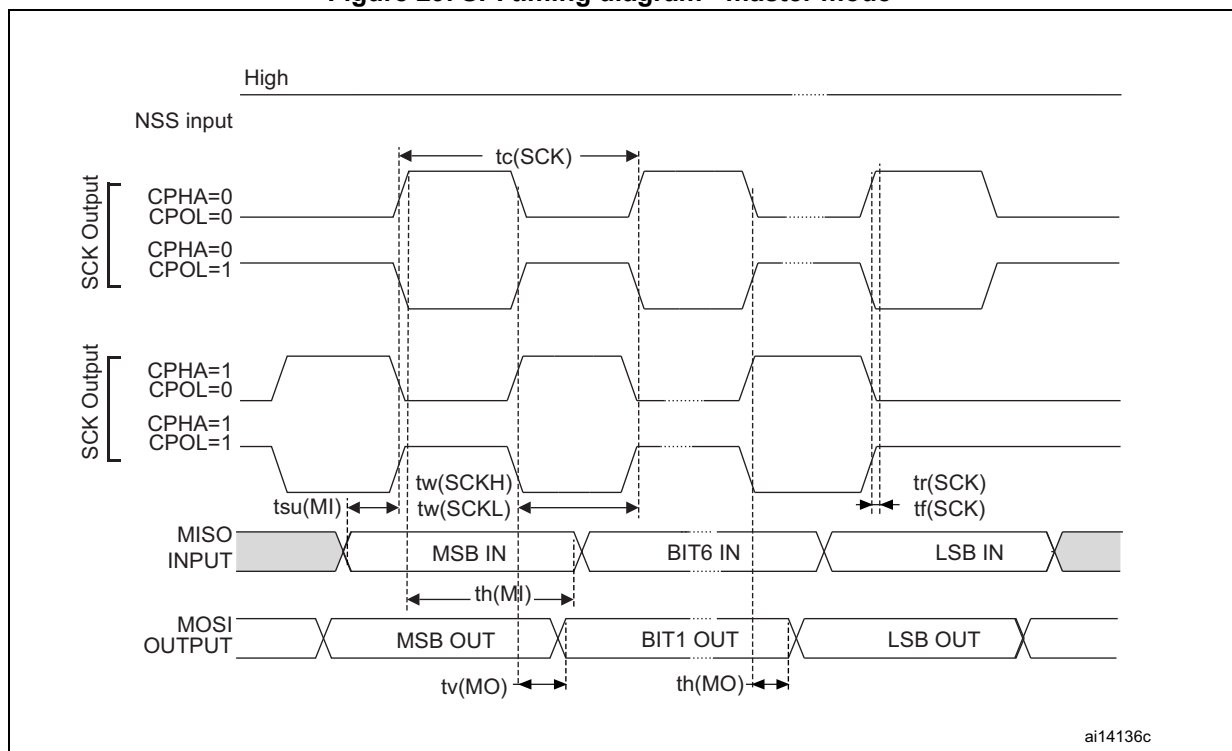 High
NSS input
tc(SCK)
SCK Output
CPHA=0
CPOL=0
CPHA=0
CPOL=1
SCK Output
CPHA=1
CPOL=0
CPHA=1
CPOL=1
tw(SCKH)
tw(SCKL)
tr(SCK)
tf(SCK)
tsu(MI)
MISO
INPUT
MSB IN
BIT6 IN
LSB IN
th(MI)
MOSI
OUTPUT
MSB OUT
BIT1 OUT
LSB OUT
tv(MO)
th(MO)
ai14136c